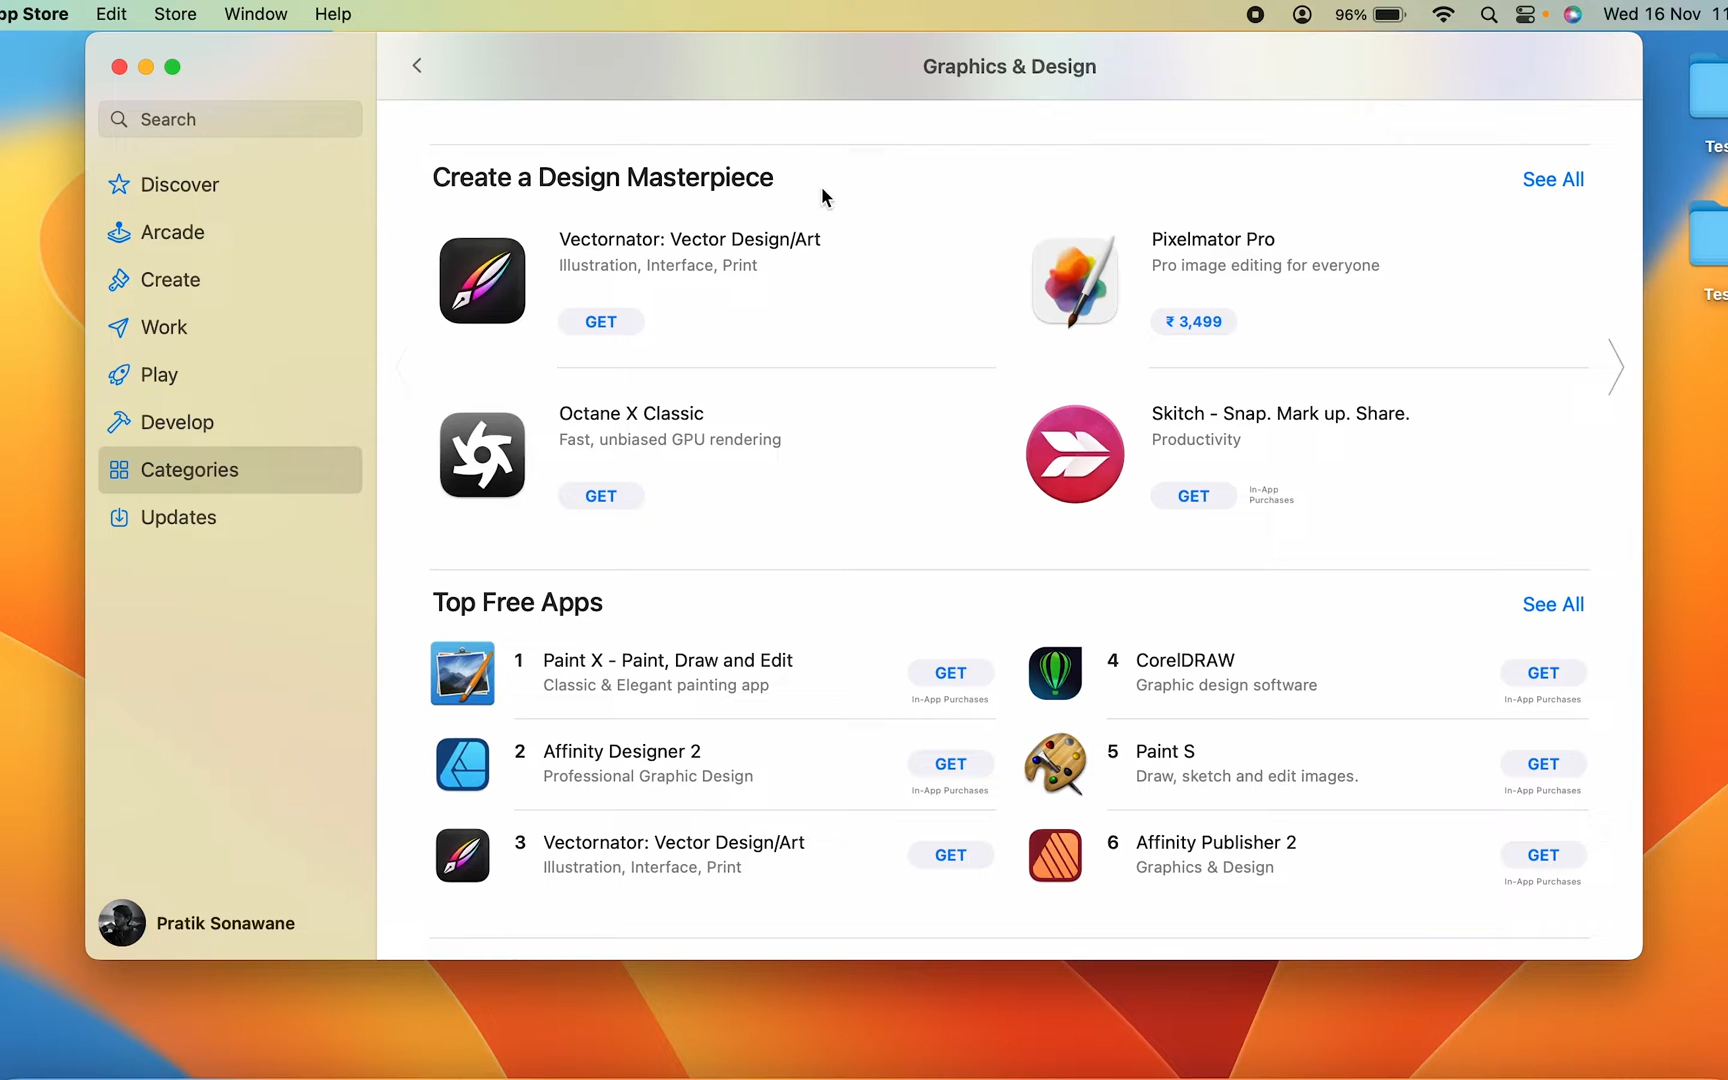 pp Store Edit Store Window Help 96% Wed 16 Nov 11
Graphics & Design
Search
Discover
Arcade
Create
Work
Play
Develop
Categories
Updates
Pratik Sonawane
Create a Design Masterpiece See All
Vectornator: Vector Design/Art
Illustration, Interface, Print
GET
Pixelmator Pro
Pro image editing for everyone
₹ 3,499
Octane X Classic
Fast, unbiased GPU rendering
GET
Skitch - Snap. Mark up. Share.
Productivity
GET In-App
Purchases
Top Free Apps See All
1 Paint X - Paint, Draw and Edit
Classic & Elegant painting app
GET
In-App Purchases
2 Affinity Designer 2
Professional Graphic Design
GET
In-App Purchases
3 Vectornator: Vector Design/Art
Illustration, Interface, Print
GET
4 CorelDRAW
Graphic design software
GET
In-App Purchases
5 Paint S
Draw, sketch and edit images.
GET
In-App Purchases
6 Affinity Publisher 2
Graphics & Design
GET
In-App Purchases
Tes
Tes